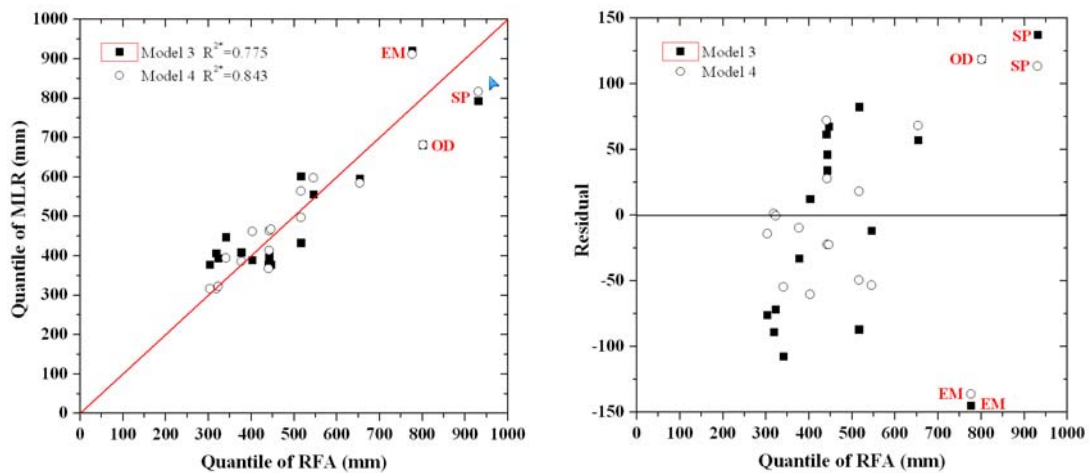 1000
900
800
700
600
500
400
300
200
100
0
Quantile of MLR (mm)
Model 3 R²*=0.775
Model 4 R²*=0.843
EM
SP
OD
0 100 200 300 400 500 600 700 800 900 1000
Quantile of RFA (mm)
150
100
50
0
-50
-100
-150
Residual
Model 3
Model 4
SP
OD
SP
EM
EM
0 100 200 300 400 500 600 700 800 900 1000
Quantile of RFA (mm)